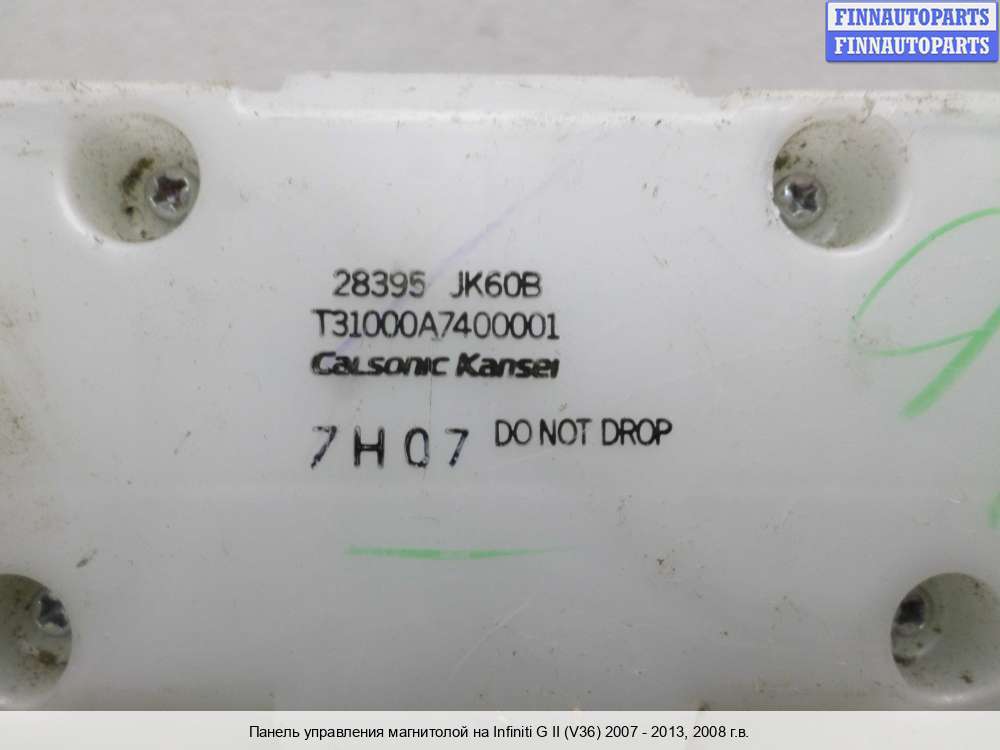 FINNAUTOPARTS
FINNAUTOPARTS
28395 JK60B
T31000A7400001
Calsonic Kansei
7H07 DO NOT DROP
Панель управления магнитолой на Infiniti G II (V36) 2007 - 2013, 2008 г.в.